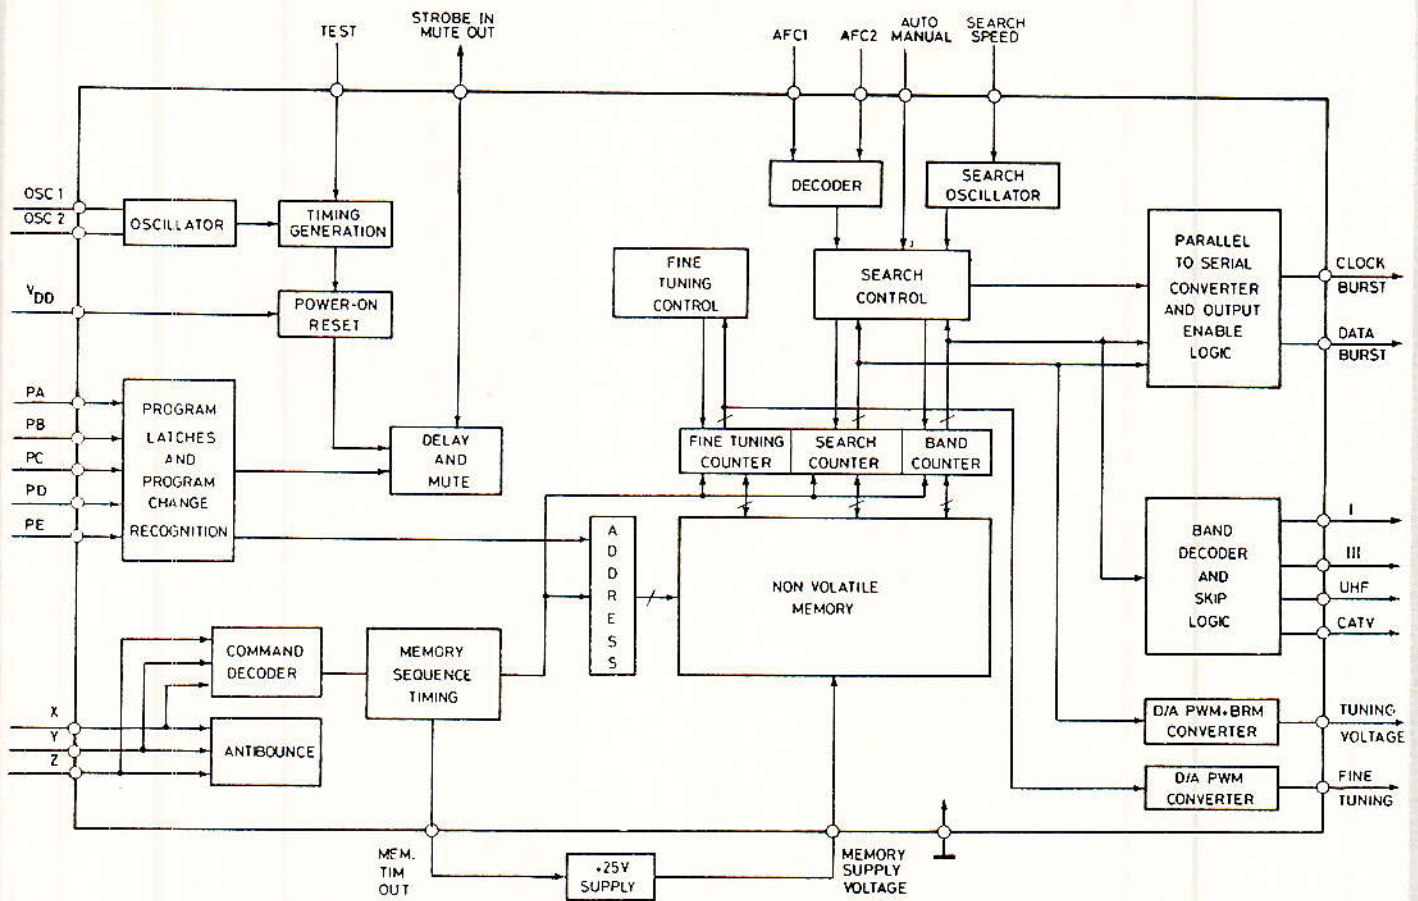 STROBE IN
MUTE OUT
TEST
AFC1
AFC2
AUTO
MANUAL
SEARCH
SPEED
OSC 1
OSC 2
OSCILLATOR
TIMING
GENERATION
DECODER
SEARCH
OSCILLATOR
VDD
POWER-ON
RESET
FINE
TUNING
CONTROL
SEARCH
CONTROL
PARALLEL
TO SERIAL
CONVERTER
AND OUTPUT
ENABLE
LOGIC
CLOCK
BURST
DATA
BURST
PA
PB
PC
PD
PE
PROGRAM
LATCHES
AND
PROGRAM
CHANGE
RECOGNITION
DELAY
AND
MUTE
FINE TUNING
COUNTER
SEARCH
COUNTER
BAND
COUNTER
ADDRESS
NON VOLATILE
MEMORY
BAND
DECODER
AND
SKIP
LOGIC
I
III
UHF
CATV
COMMAND
DECODER
MEMORY
SEQUENCE
TIMING
X
Y
Z
ANTIBOUNCE
D/A PWM+BRM
CONVERTER
TUNING
VOLTAGE
D/A PWM
CONVERTER
FINE
TUNING
MEM.
TIM
OUT
+25V
SUPPLY
MEMORY
SUPPLY
VOLTAGE